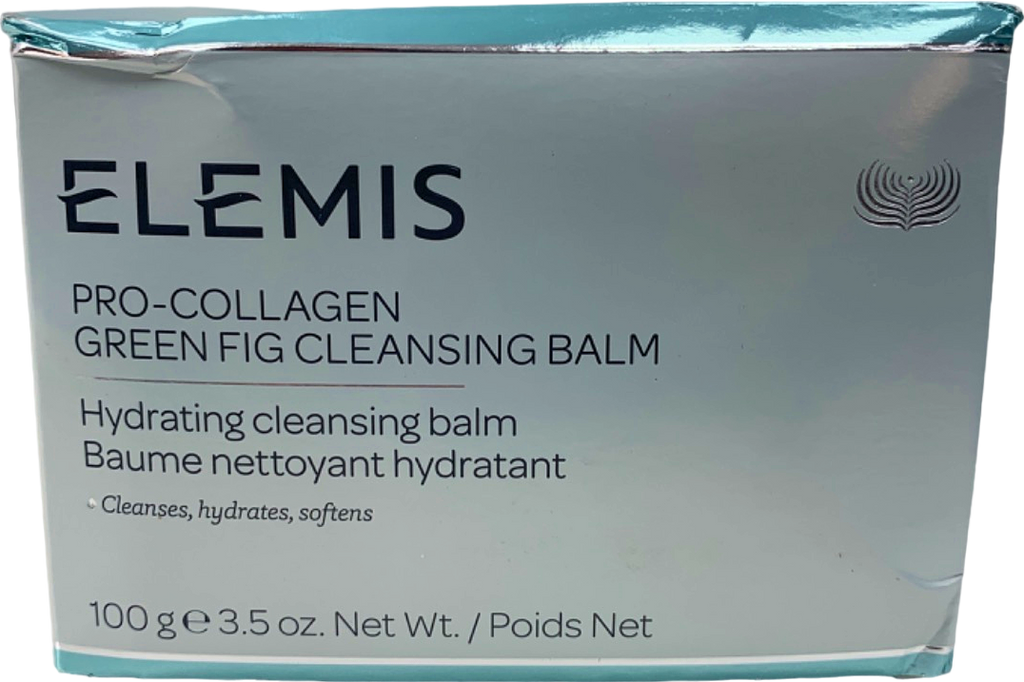 ELEMIS
PRO-COLLAGEN
GREEN FIG CLEANSING BALM
Hydrating cleansing balm
Baume nettoyant hydratant
• Cleanses, hydrates, softens
100 g ℮ 3.5 oz. Net Wt. / Poids Net